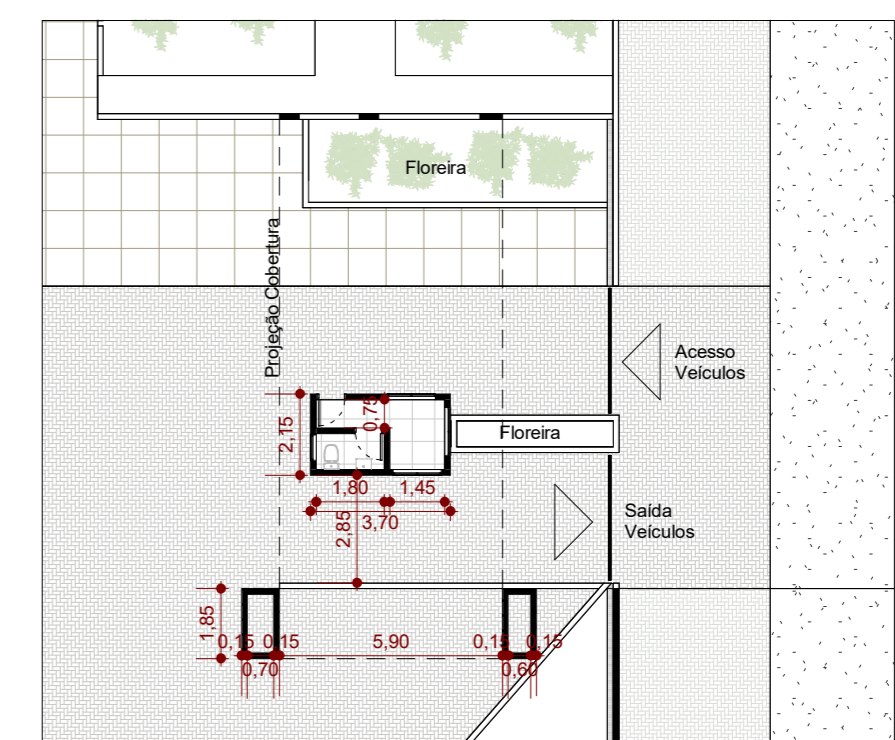 Floreira
Projeção Cobertura
Acesso
Veículos
0,75
2,15
Floreira
1,80
1,45
3,70
2,85
Saída
Veículos
1,85
0,15
0,15
5,90
0,15
0,15
0,70
0,60